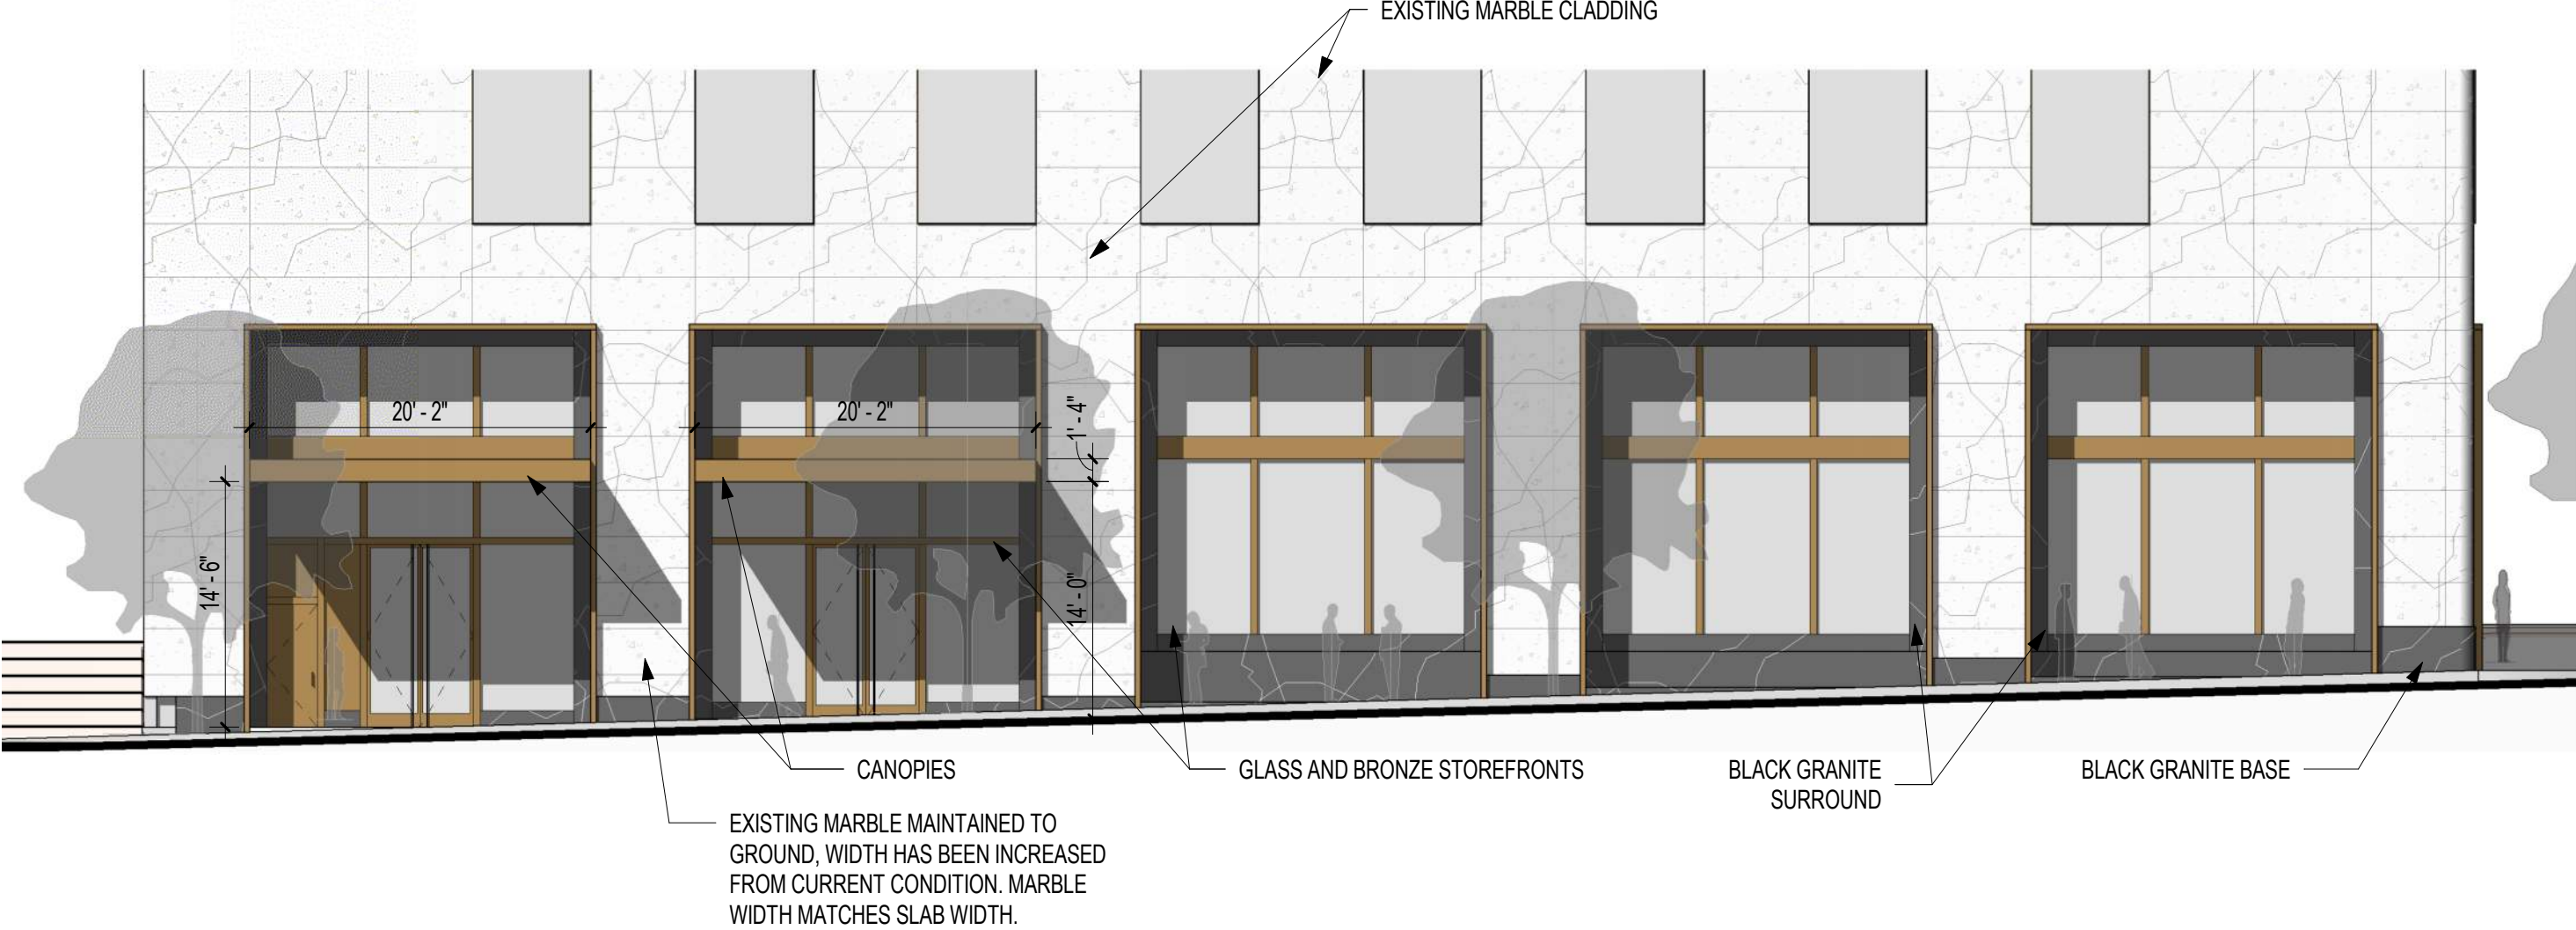 EXISTING MARBLE CLADDING
20' - 2"
20' - 2"
1' - 4"
14' - 6"
14' - 0"
CANOPIES
GLASS AND BRONZE STOREFRONTS
BLACK GRANITE
SURROUND
BLACK GRANITE BASE
EXISTING MARBLE MAINTAINED TO
GROUND, WIDTH HAS BEEN INCREASED
FROM CURRENT CONDITION. MARBLE
WIDTH MATCHES SLAB WIDTH.